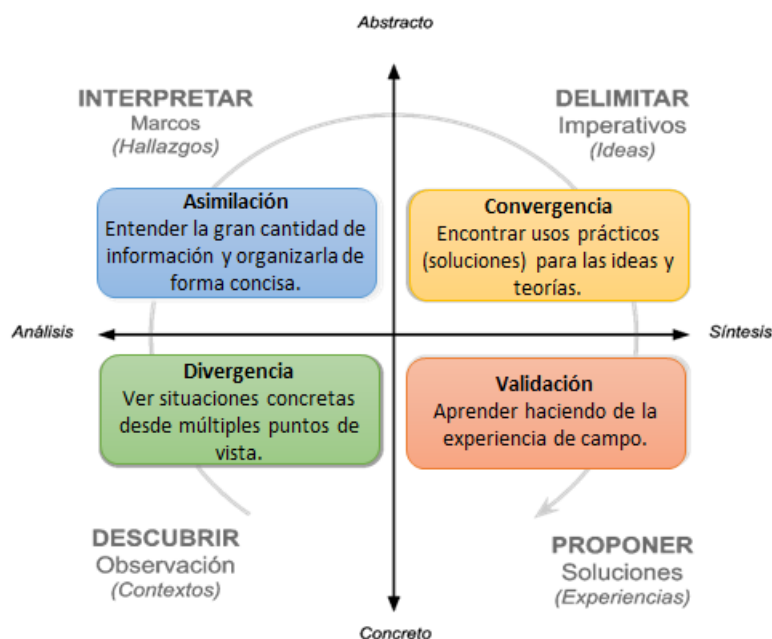 Abstracto
INTERPRETAR
Marcos
(Hallazgos)
DELIMITAR
Imperativos
(Ideas)
Asimilación
Entender la gran cantidad de
información y organizarla de
forma concisa.
Convergencia
Encontrar usos prácticos
(soluciones) para las ideas y
teorías.
Análisis
Síntesis
Divergencia
Ver situaciones concretas
desde múltiples puntos de
vista.
Validación
Aprender haciendo de la
experiencia de campo.
DESCUBRIR
Observación
(Contextos)
PROPONER
Soluciones
(Experiencias)
Concreto